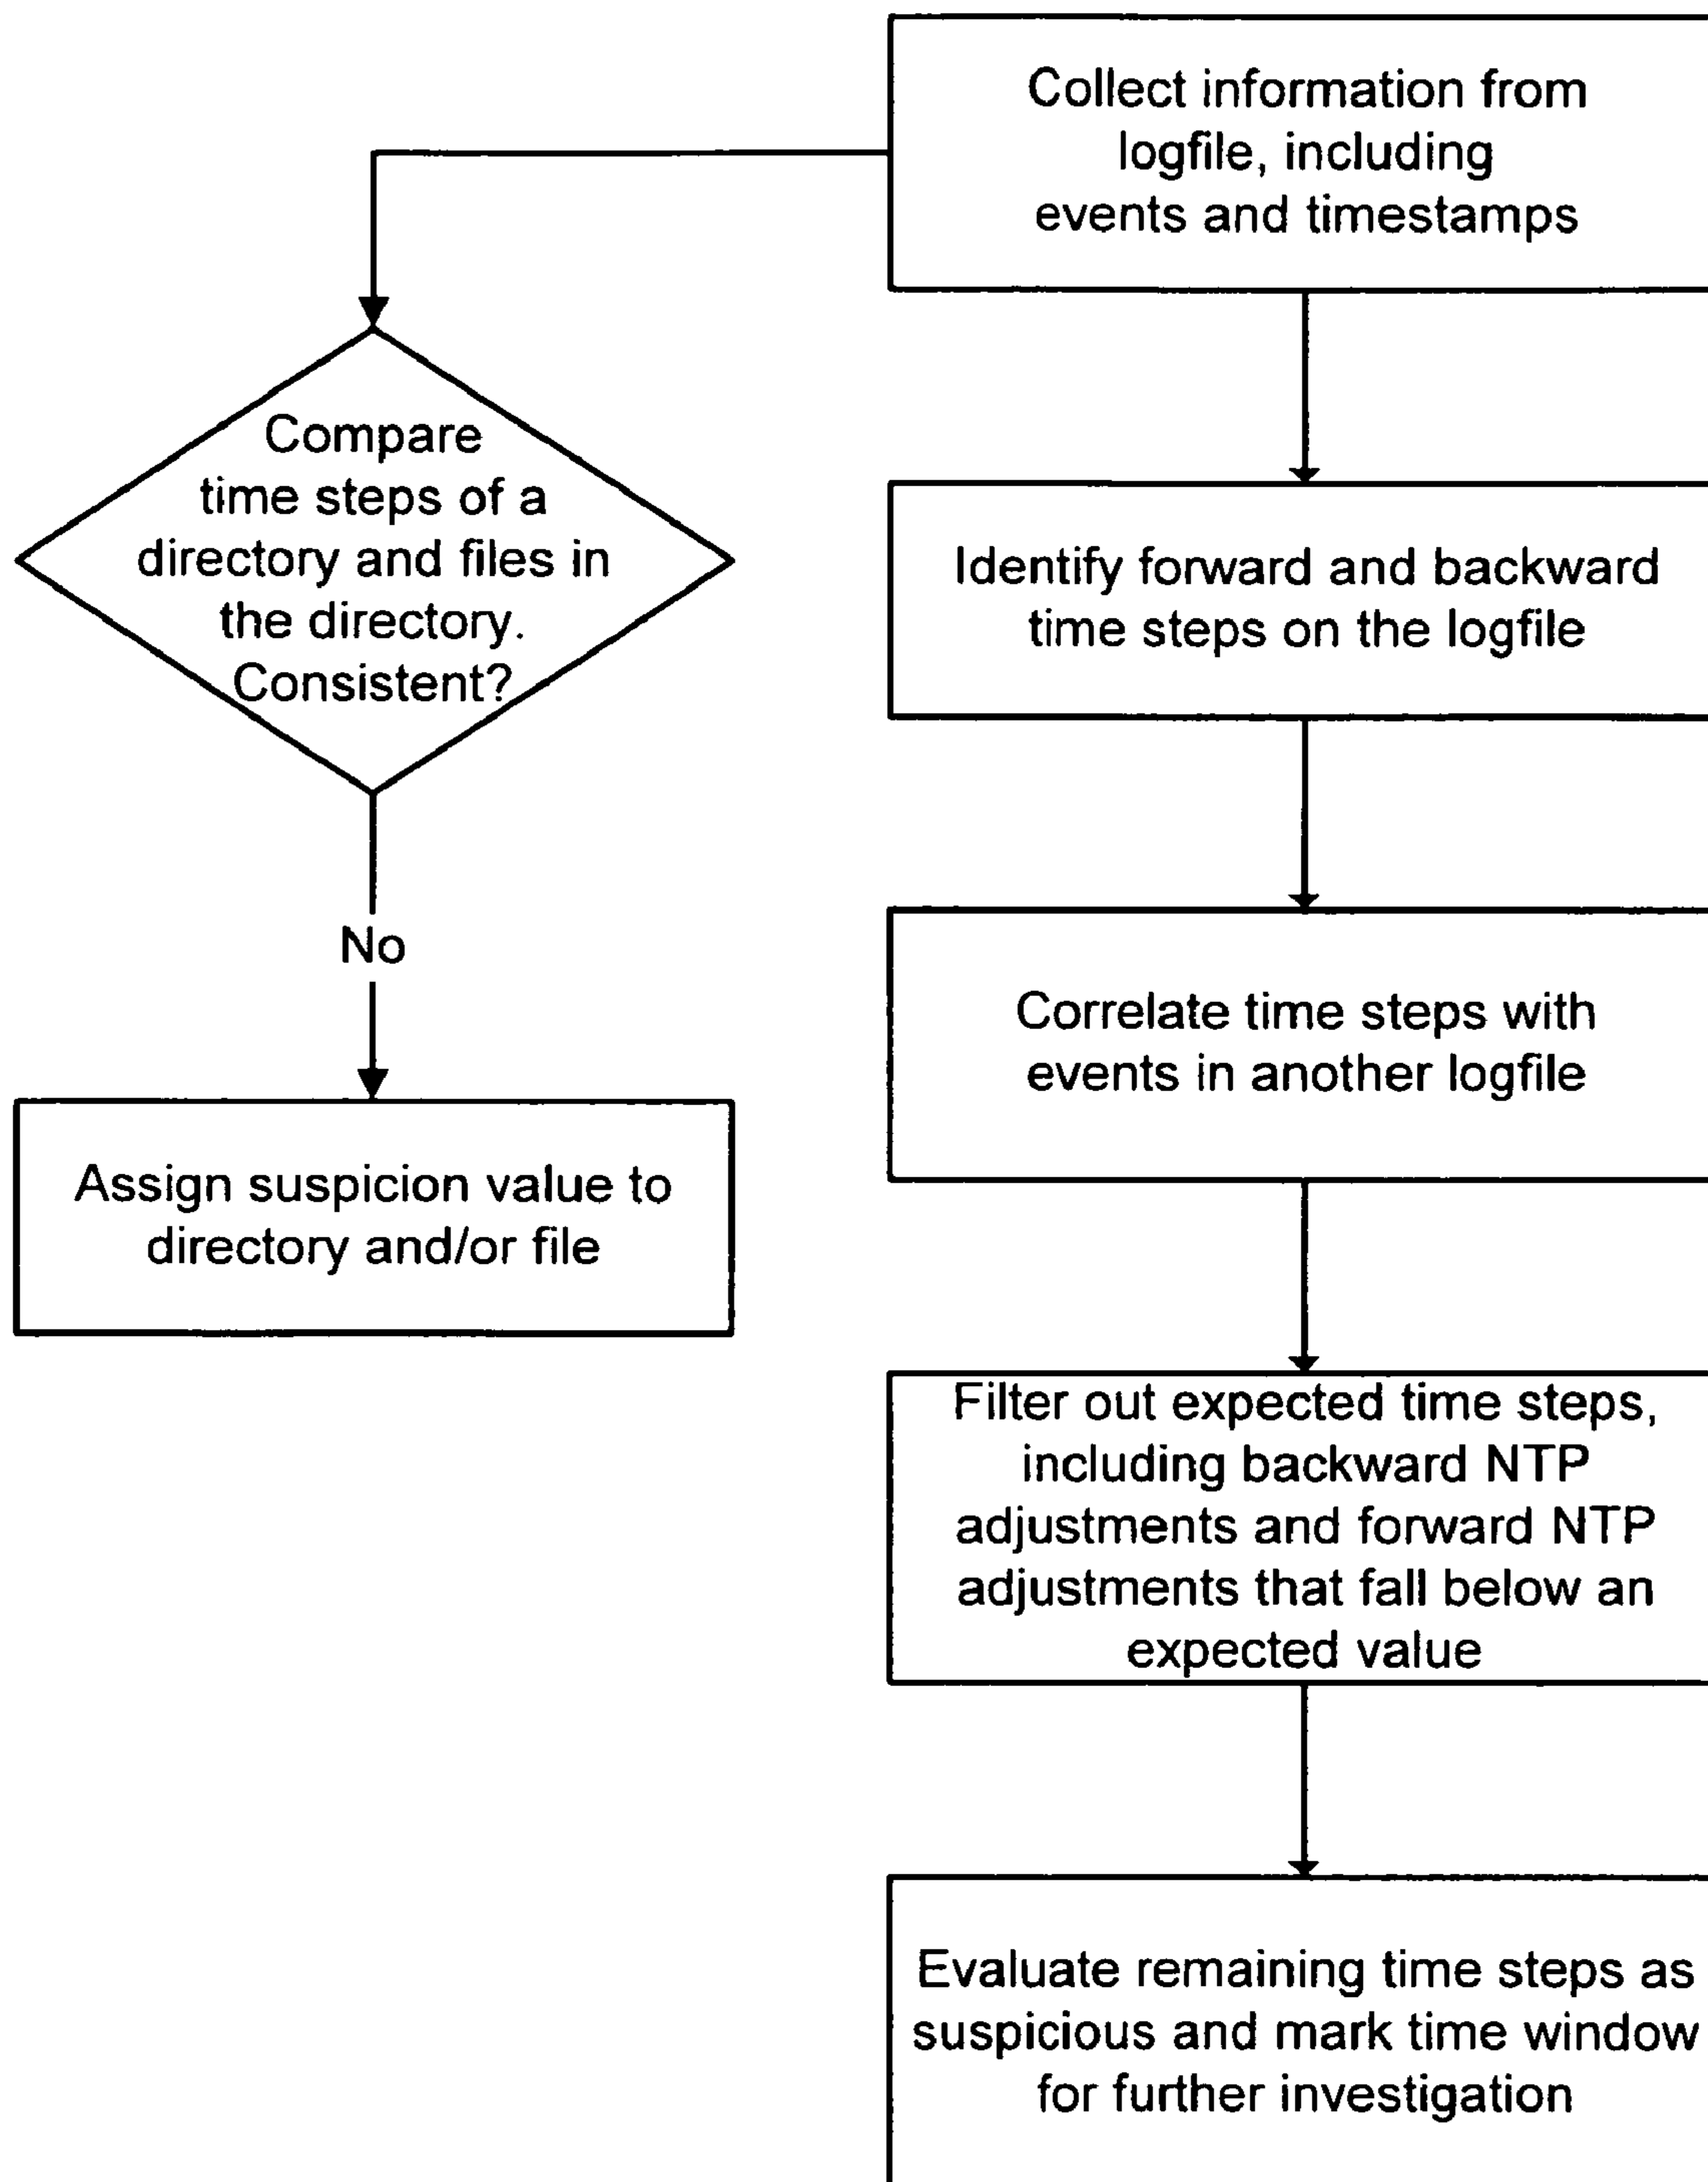 Collect information from
logfile, including
events and timestamps
Compare
time steps of a
directory and files in
the directory.
Consistent?
Identify forward and backward
time steps on the logfile
No
Correlate time steps with
events in another logfile
Assign suspicion value to
directory and/or file
Filter out expected time steps,
including backward NTP
adjustments and forward NTP
adjustments that fall below an
expected value
Evaluate remaining time steps as
suspicious and mark time window
for further investigation